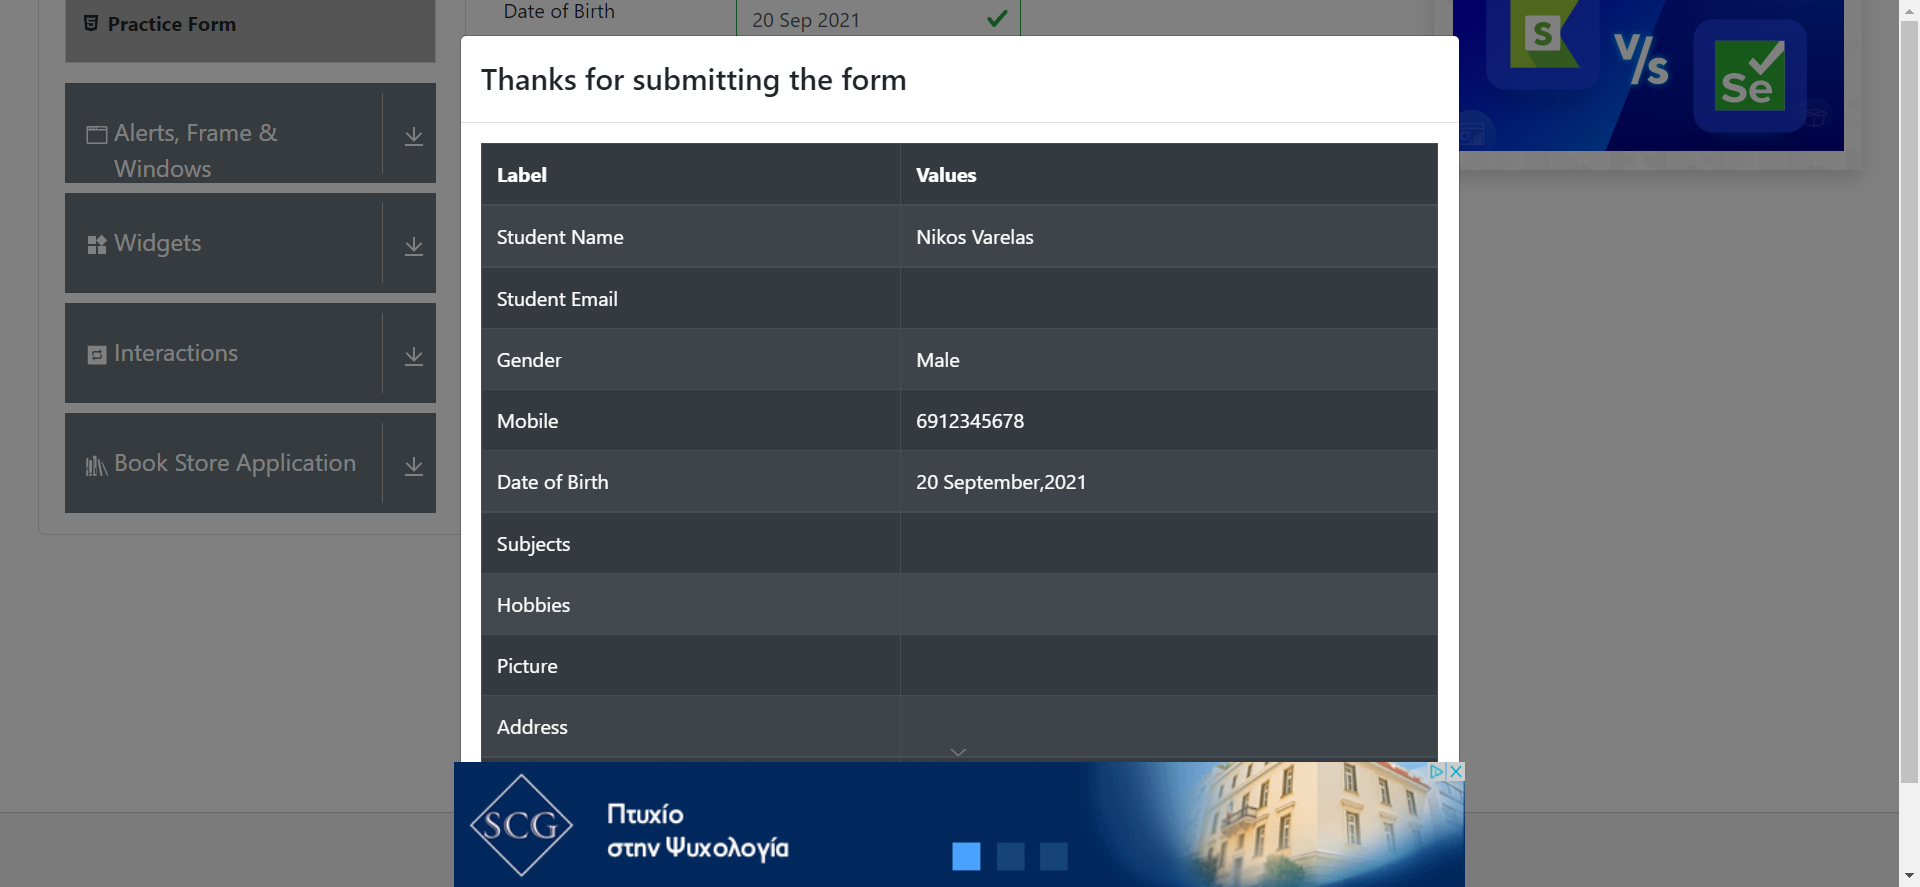 Practice Form
Alerts, Frame &
Windows
Widgets
Interactions
Book Store Application
Date of Birth
20 Sep 2021
Thanks for submitting the form
Label Values
Student Name Nikos Varelas
Student Email
Gender Male
Mobile 6912345678
Date of Birth 20 September,2021
Subjects
Hobbies
Picture
Address
S
V/s
Se
SCG
Πτυχίο
στην Ψυχολογία